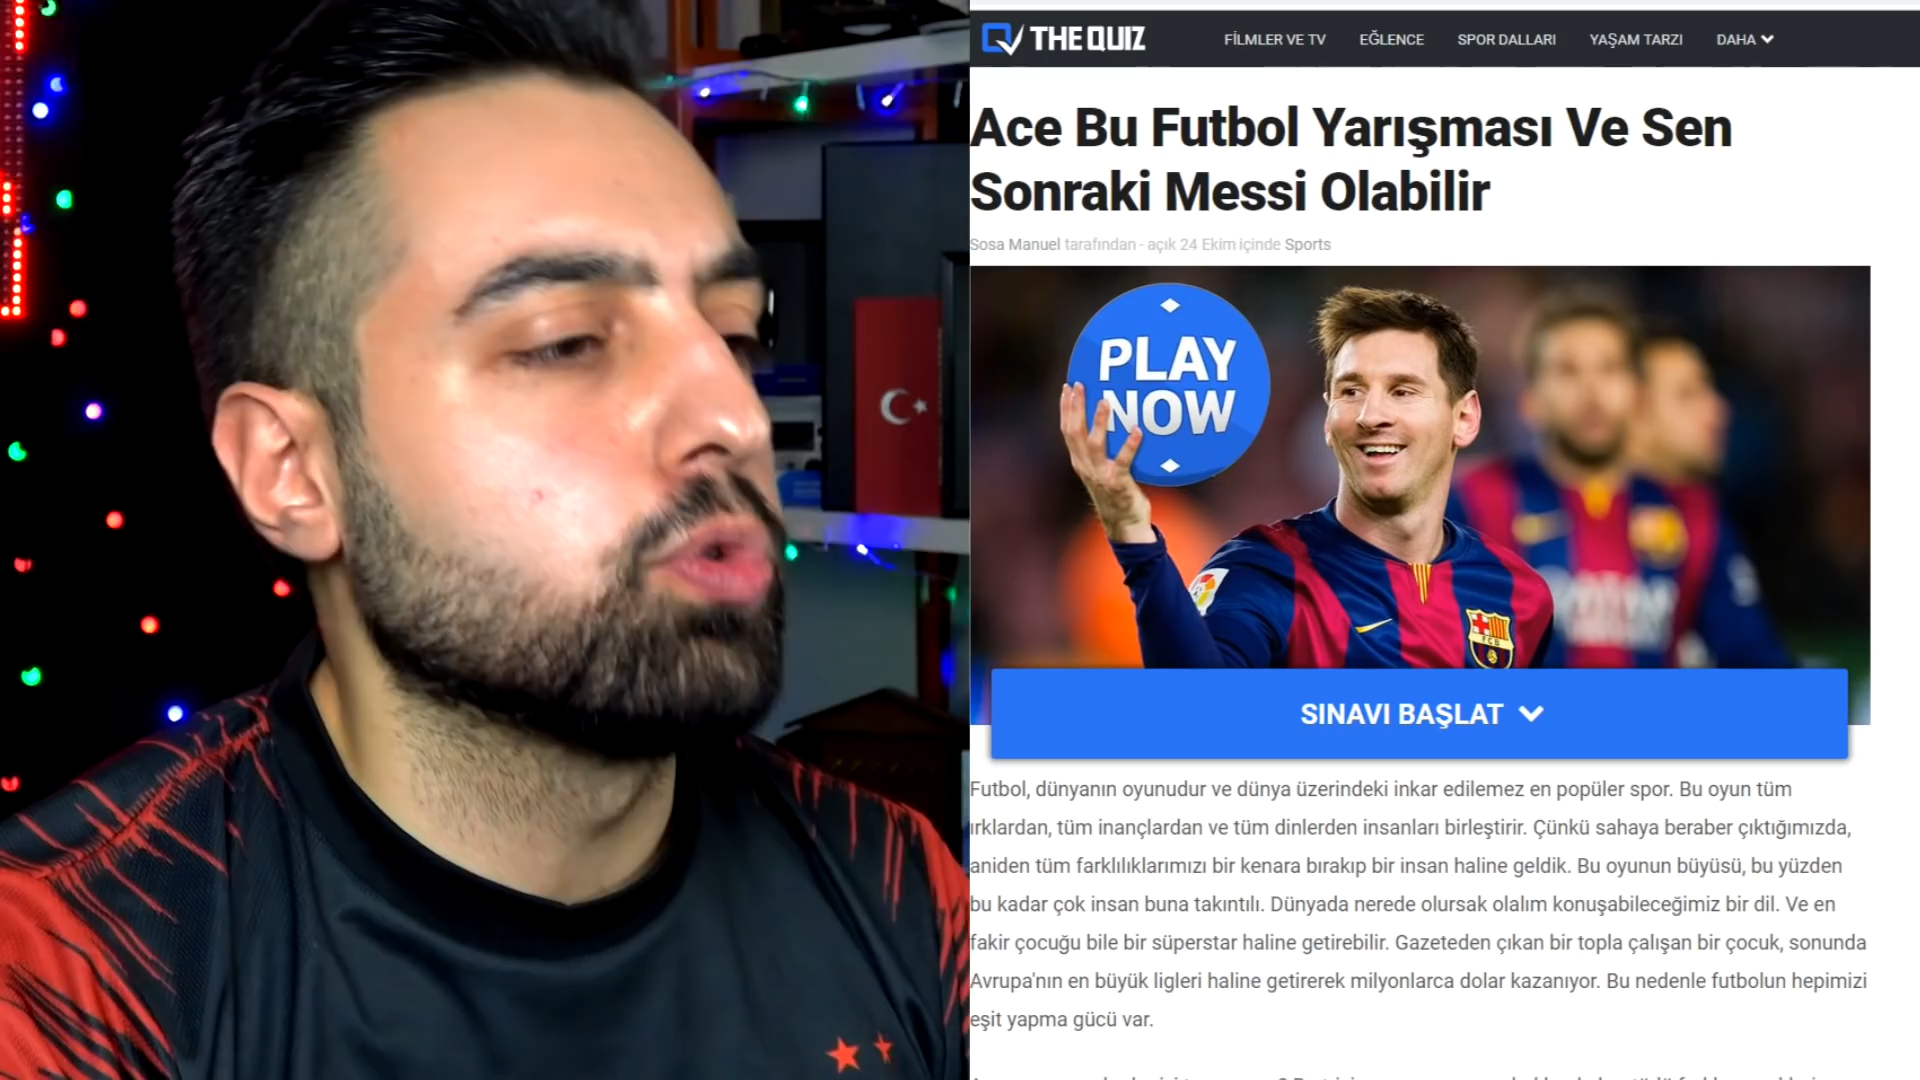 THE QUIZ
FİLMLER VE TV EĞLENCE SPOR DALLARI YAŞAM TARZI DAHA
Ace Bu Futbol Yarışması Ve Sen
Sonraki Messi Olabilir
Sosa Manuel tarafından - açık 24 Ekim içinde Sports
PLAY
NOW
FCB
SINAVI BAŞLAT
Futbol, dünyanın oyunudur ve dünya üzerindeki inkar edilemez en popüler spor. Bu oyun tüm
ırklardan, tüm inançlardan ve tüm dinlerden insanları birleştirir. Çünkü sahaya beraber çıktığımızda,
aniden tüm farklılıklarımızı bir kenara bırakıp bir insan haline geldik. Bu oyunun büyüsü, bu yüzden
bu kadar çok insan buna takıntılı. Dünyada nerede olursak olalım konuşabileceğimiz bir dil. Ve en
fakir çocuğu bile bir süperstar haline getirebilir. Gazeteden çıkan bir topla çalışan bir çocuk, sonunda
Avrupa'nın en büyük ligleri haline getirerek milyonlarca dolar kazanıyor. Bu nedenle futbolun hepimizi
eşit yapma gücü var.